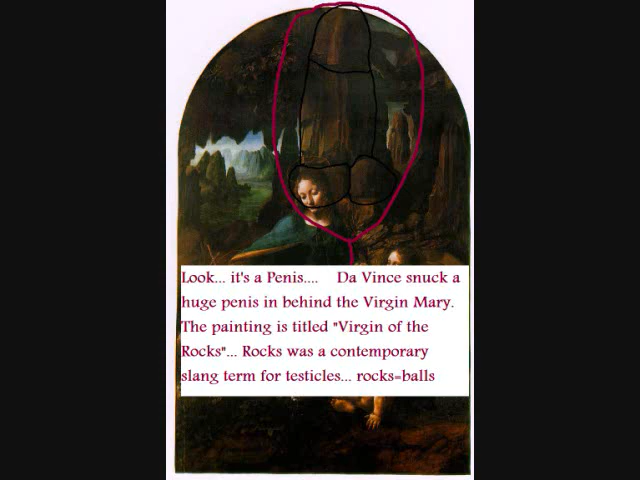 Look... it's a Penis.... Da Vince snuck a
huge penis in behind the Virgin Mary.
The painting is titled "Virgin of the
Rocks"... Rocks was a contemporary
slang term for testicles... rocks=balls